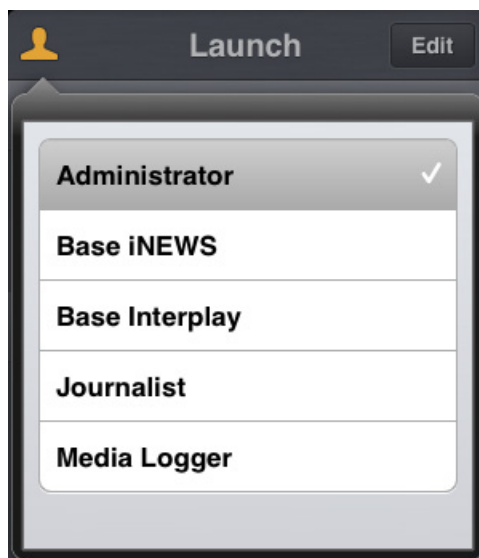 Launch
Edit
Administrator
Base iNEWS
Base Interplay
Journalist
Media Logger